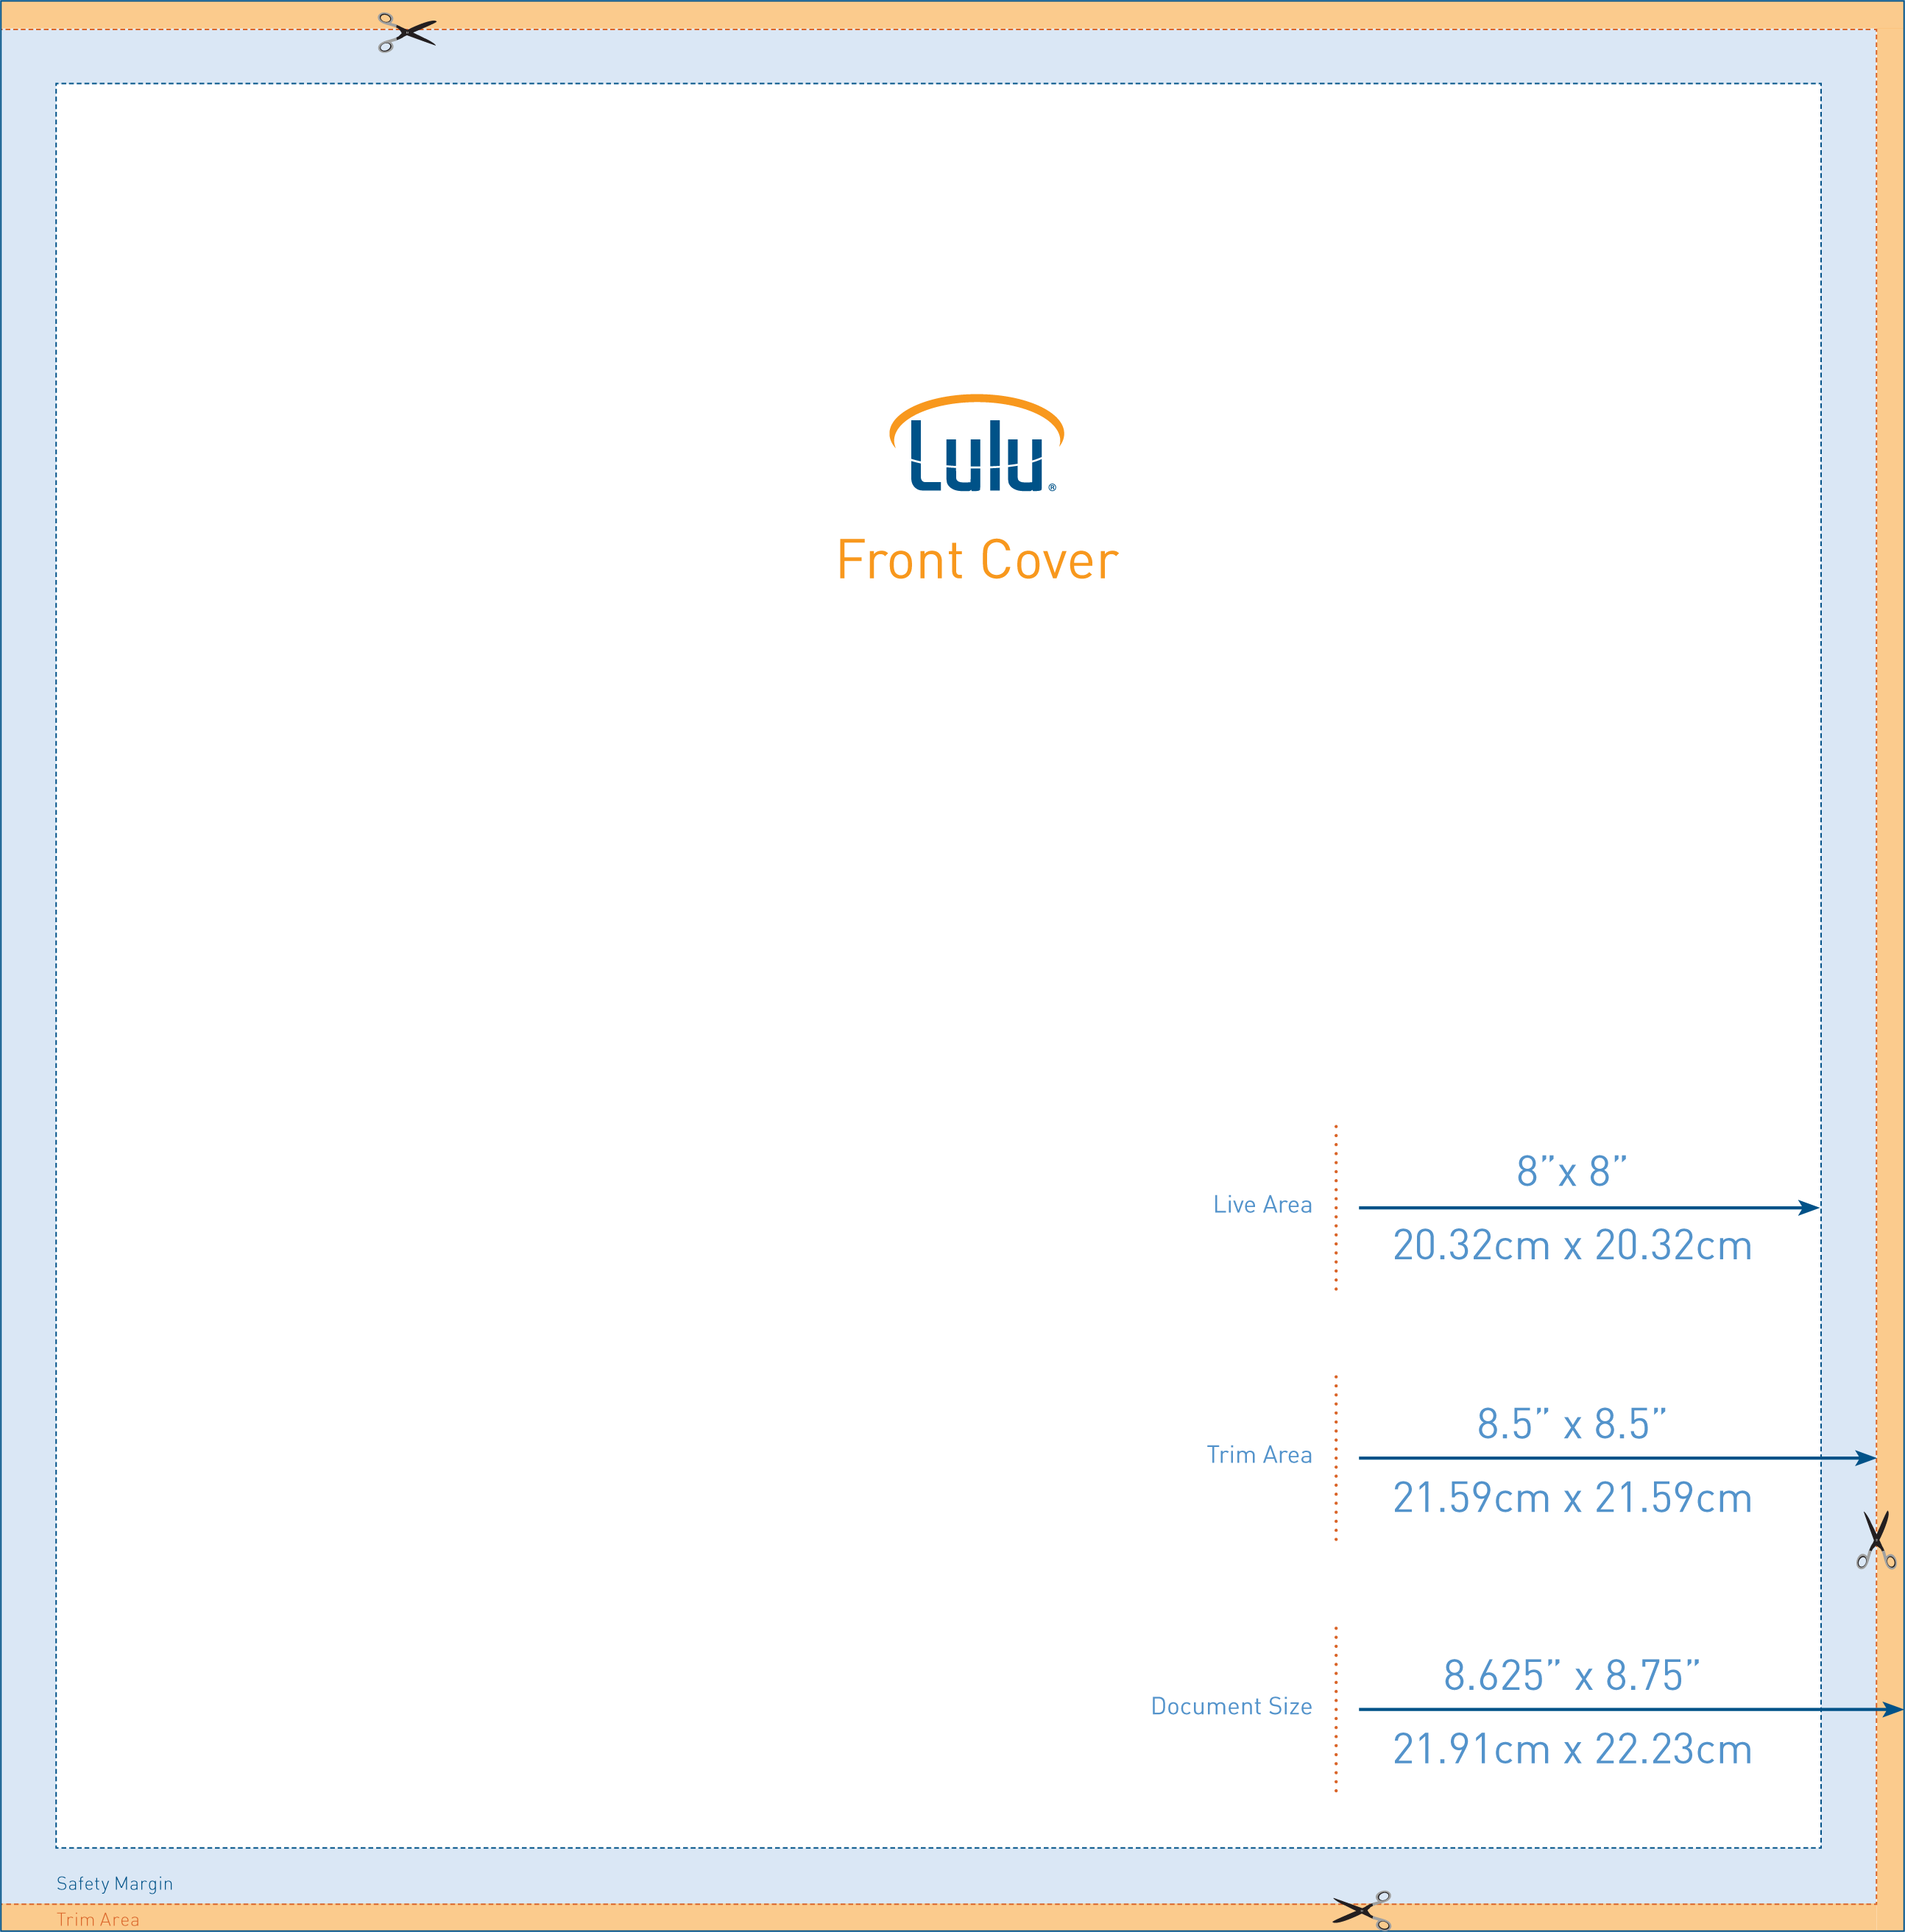 Lulu®
Front Cover
8”x 8”
Live Area
20.32cm x 20.32cm
8.5” x 8.5”
Trim Area
21.59cm x 21.59cm
8.625” x 8.75”
Document Size
21.91cm x 22.23cm
Safety Margin
Trim Area